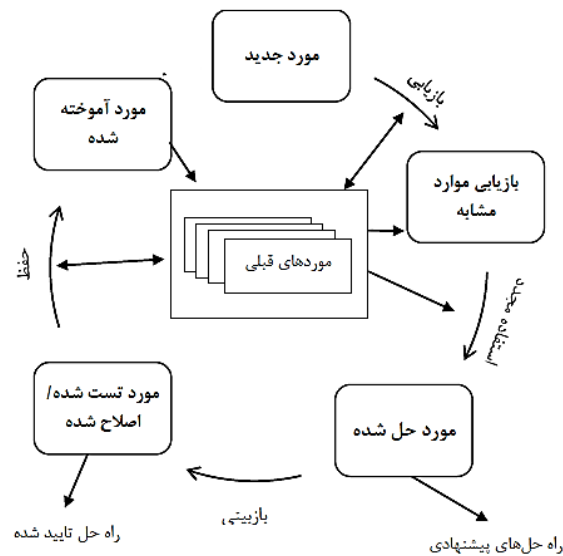 مورد جدید
بازیابی
مورد آموخته
شده
بازیابی موارد
مشابه
موردهای قبلی
حفظ
استفاده مجدد
مورد تست شده/
اصلاح شده
مورد حل شده
بازبینی
راه حل تایید شده
راه حل‌های پیشنهادی